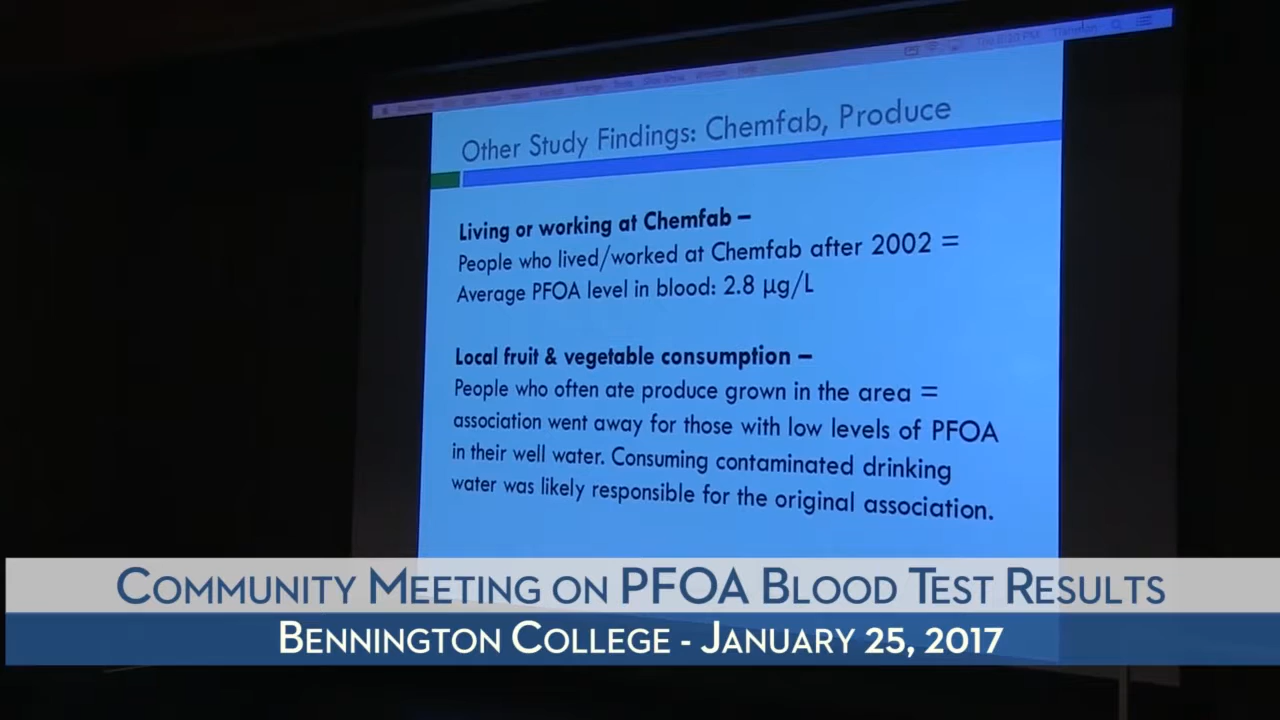 Other Study Findings: Chemfab, Produce
Living or working at Chemfab –
People who lived/worked at Chemfab after 2002 =
Average PFOA level in blood: 2.8 µg/L
Local fruit & vegetable consumption –
People who often ate produce grown in the area =
association went away for those with low levels of PFOA
in their well water. Consuming contaminated drinking
water was likely responsible for the original association.
COMMUNITY MEETING ON PFOA BLOOD TEST RESULTS
BENNINGTON COLLEGE - JANUARY 25, 2017